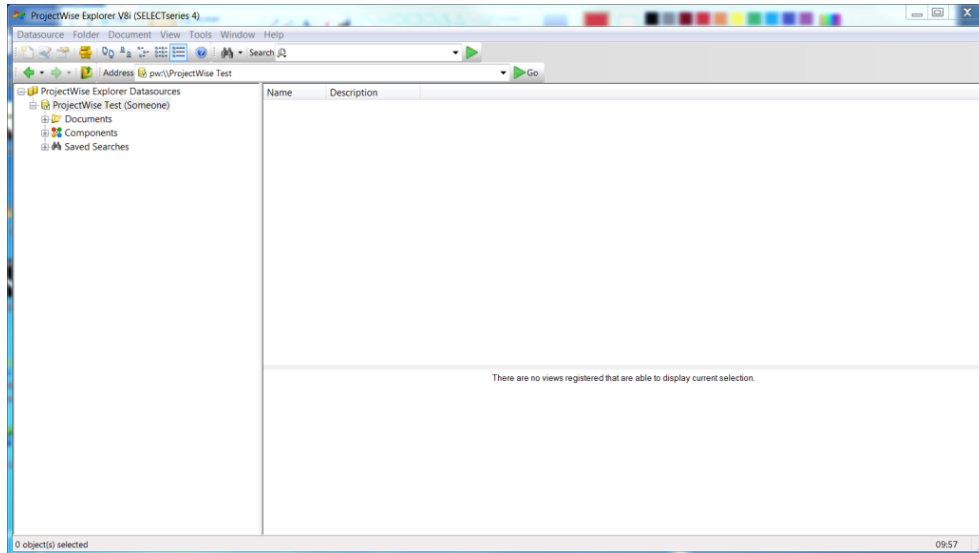 ProjectWise Explorer V8i (SELECTseries 4)
Datasource Folder Document View Tools Window Help
Search
Address pw:\\ProjectWise Test Go
ProjectWise Explorer Datasources
ProjectWise Test (Someone)
Documents
Components
Saved Searches
Name Description
There are no views registered that are able to display current selection.
0 object(s) selected 09:57